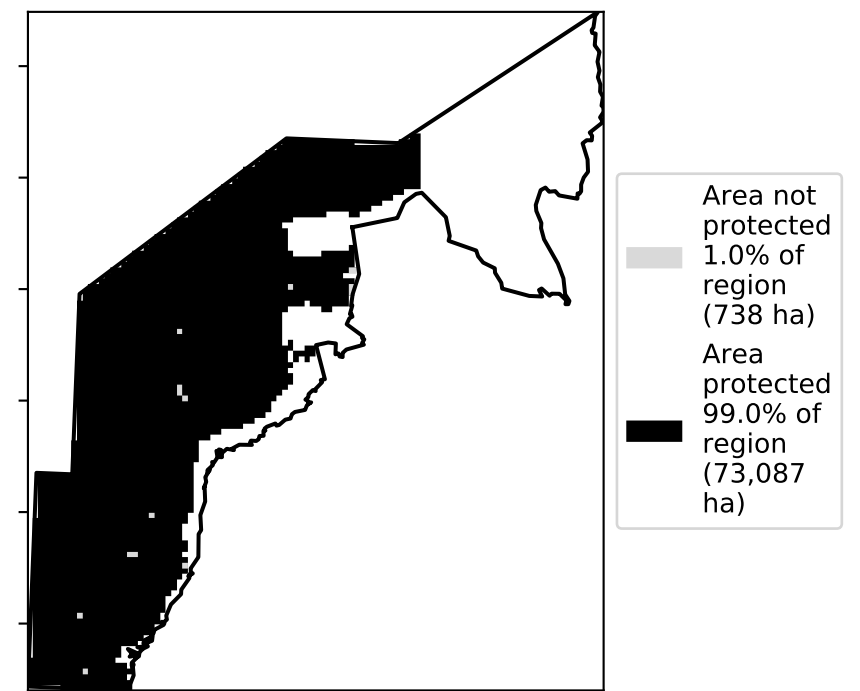 Area not
protected
1.0% of
region
(738 ha)
Area
protected
99.0% of
region
(73,087
ha)